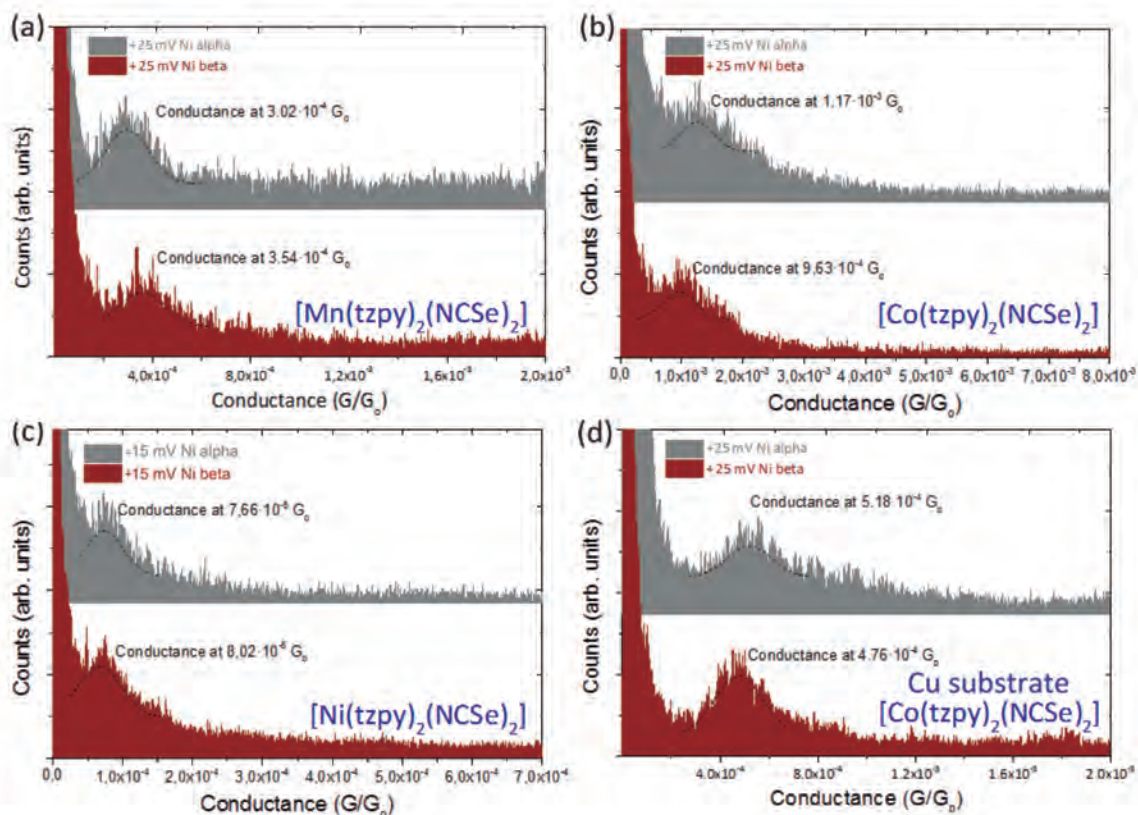 (a)
+25 mV Ni alpha
+25 mV Ni beta
Conductance at 3.02·10⁻⁴ G₀
Conductance at 3.54·10⁻⁴ G₀
[Mn(tzpy)₂(NCSe)₂]
Counts (arb. units)
4,0x10⁻⁴ 8,0x10⁻⁴ 1,2x10⁻³ 1,6x10⁻³ 2,0x10⁻³
Conductance (G/G₀)
(b)
+25 mV Ni alpha
+25 mV Ni beta
Conductance at 1,17·10⁻³ G₀
Conductance at 9,63·10⁻⁴ G₀
[Co(tzpy)₂(NCSe)₂]
Counts (arb. units)
0,0 1,0x10⁻³ 2,0x10⁻³ 3,0x10⁻³ 4,0x10⁻³ 5,0x10⁻³ 6,0x10⁻³ 7,0x10⁻³ 8,0x10⁻³
Conductance (G/G₀)
(c)
+15 mV Ni alpha
+15 mV Ni beta
Conductance at 7,66·10⁻⁵ G₀
Conductance at 8,02·10⁻⁵ G₀
[Ni(tzpy)₂(NCSe)₂]
Counts (arb. units)
0,0 1,0x10⁻⁴ 2,0x10⁻⁴ 3,0x10⁻⁴ 4,0x10⁻⁴ 5,0x10⁻⁴ 6,0x10⁻⁴ 7,0x10⁻⁴
Conductance (G/G₀)
(d)
+25 mV Ni alpha
+25 mV Ni beta
Conductance at 5.18·10⁻⁴ G₀
Conductance at 4.76·10⁻⁴ G₀
Cu substrate
[Co(tzpy)₂(NCSe)₂]
Counts (arb. units)
4.0x10⁻⁴ 8.0x10⁻⁴ 1.2x10⁻³ 1.6x10⁻³ 2.0x10⁻³
Conductance (G/G₀)